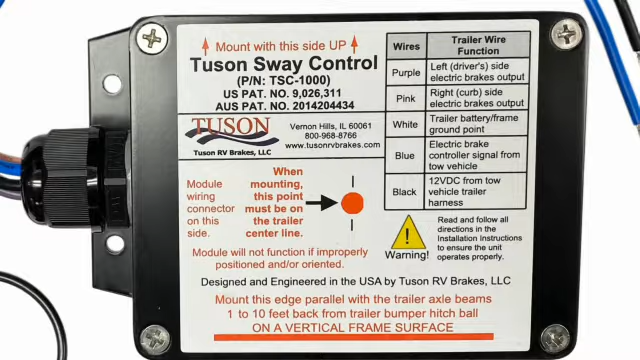 Mount with this side UP
Tuson Sway Control
(P/N: TSC-1000)
US PAT. NO. 9,026,311
AUS PAT. NO. 2014204434
TUSON
Tuson RV Brakes, LLC
Vernon Hills, IL 60061
800-968-8766
www.tusonrvbrakes.com
Wires
Trailer Wire
Function
Purple
Left (driver's) side
electric brakes output
Pink
Right (curb) side
electric brakes output
White
Trailer battery/frame
ground point
Blue
Electric brake
controller signal from
tow vehicle
Black
12VDC from tow
vehicle trailer
harness
Module
wiring
connector
on this
side.
When
mounting,
this point
must be on
the trailer
center line.
Module will not function if improperly
positioned and/or oriented.
!
Warning!
Read and follow all
directions in the
Installation Instructions
to ensure the unit
operates properly.
Designed and Engineered in the USA by Tuson RV Brakes, LLC
Mount this edge parallel with the trailer axle beams
1 to 10 feet back from trailer bumper hitch ball
ON A VERTICAL FRAME SURFACE